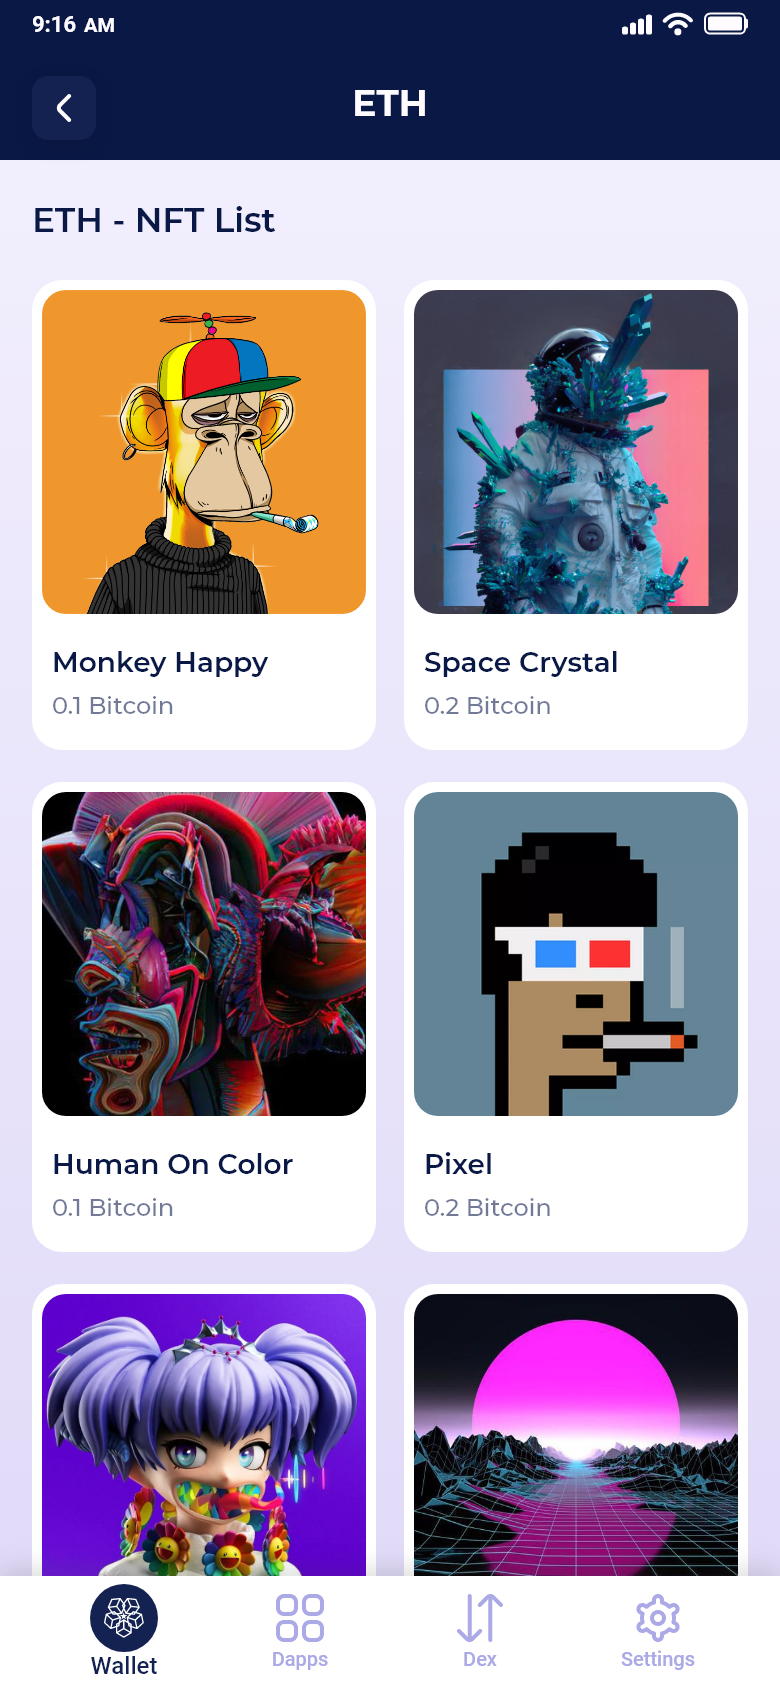 9:16 AM
ETH
ETH - NFT List
Monkey Happy
0.1 Bitcoin
Space Crystal
0.2 Bitcoin
Human On Color
0.1 Bitcoin
Pixel
0.2 Bitcoin
Wallet
Dapps
Dex
Settings